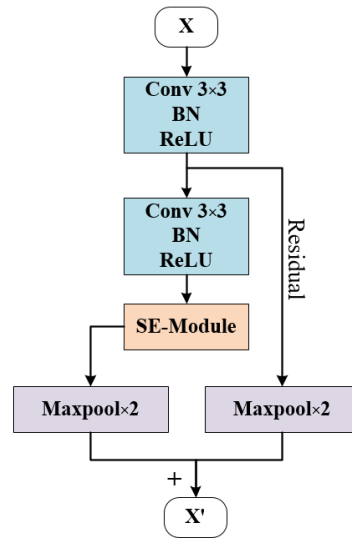 X
Conv 3×3
BN
ReLU
Conv 3×3
BN
ReLU
Residual
SE-Module
Maxpool×2
Maxpool×2
+
X'